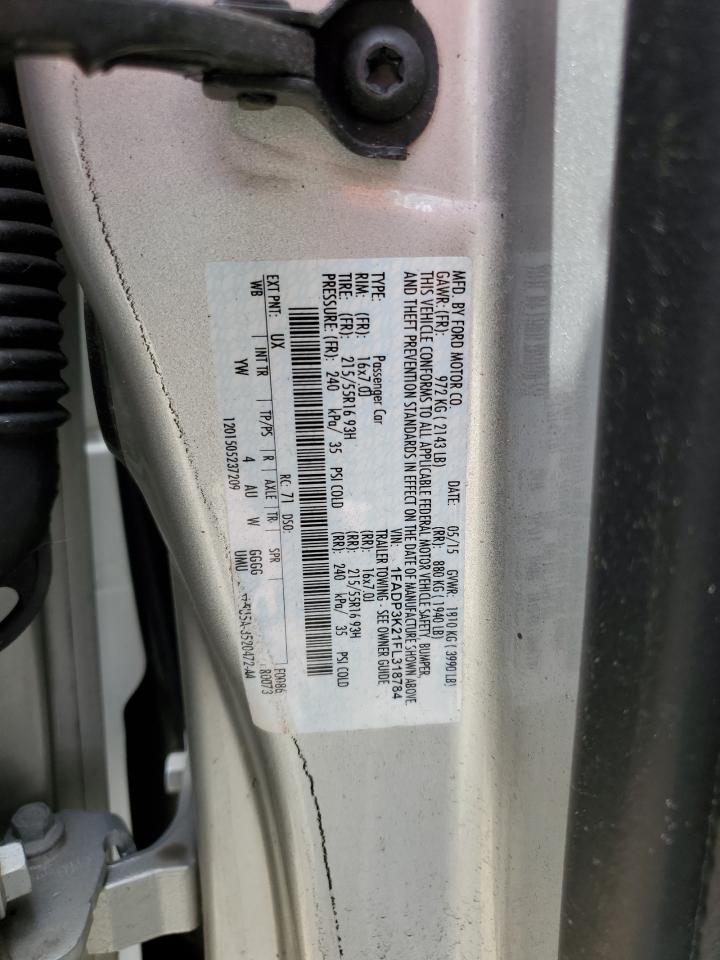 MFD. BY FORD MOTOR CO.
DATE: 05/15 GVWR: 1810 KG ( 3990 LB)
GAWR: (FR): 972 KG ( 2143 LB) (RR): 880 KG ( 1940 LB)
THIS VEHICLE CONFORMS TO ALL APPLICABLE FEDERAL MOTOR VEHICLE SAFETY, BUMPER,
AND THEFT PREVENTION STANDARDS IN EFFECT ON THE DATE OF MANUFACTURE SHOWN ABOVE
VIN: 1FADP3K21FL318784
TYPE: Passenger Car TRAILER TOWING - SEE OWNER GUIDE
RIM: (FR): 16x7.0J (RR): 16x7.0J
TIRE: (FR): 215/55R16 93H (RR): 215/55R16 93H
PRESSURE: (FR): 240 kPa/ 35 PSI COLD (RR): 240 kPa/ 35 PSI COLD
RC: 71 DSO: F0086
EXT PNT: UX R0073
WB INT TR TP/PS R AXLE TR SPR
YW 4 AU W GGGG
1201505237209 UMU